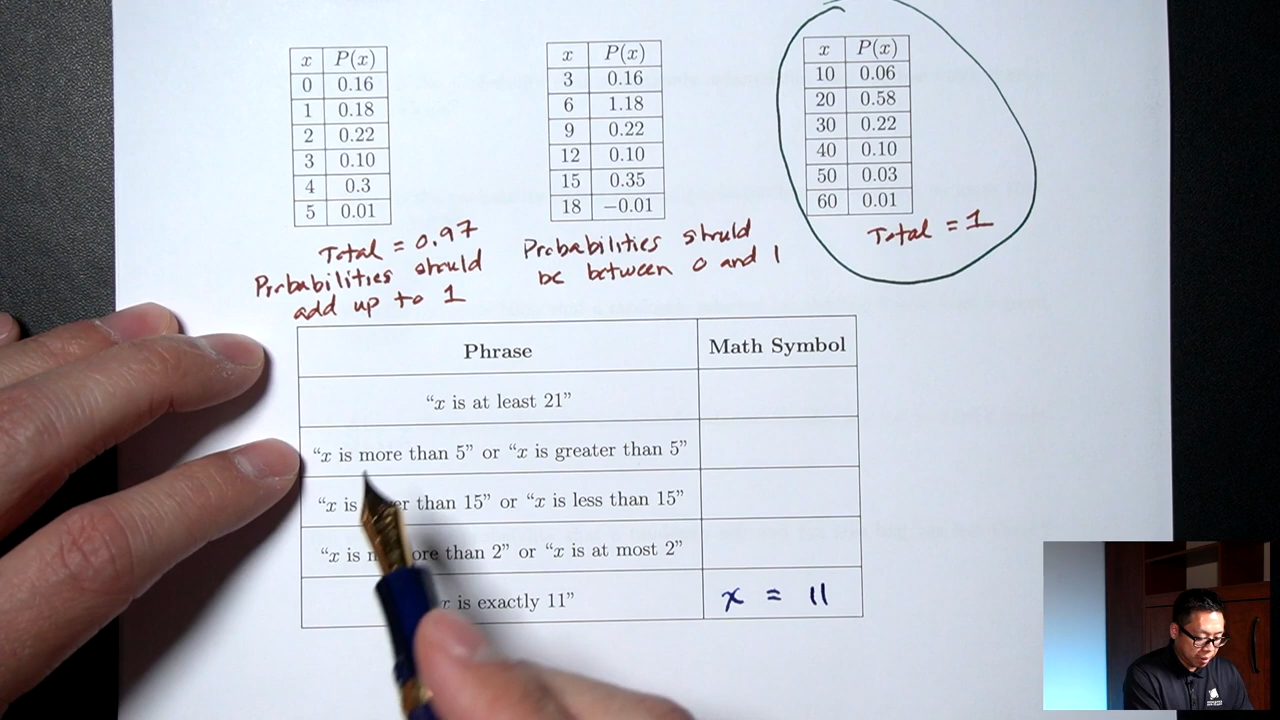 x P(x)
0 0.16
1 0.18
2 0.22
3 0.10
4 0.3
5 0.01
Total = 0.97
Probabilities should
add up to 1
x P(x)
3 0.16
6 1.18
9 0.22
12 0.10
15 0.35
18 −0.01
Probabilities should
be between 0 and 1
x P(x)
10 0.06
20 0.58
30 0.22
40 0.10
50 0.03
60 0.01
Total = 1
Phrase Math Symbol
“x is at least 21”
“x is more than 5” or “x is greater than 5”
“x is than 15” or “x is less than 15”
“x is than 2” or “x is at most 2”
x is exactly 11” x = 11